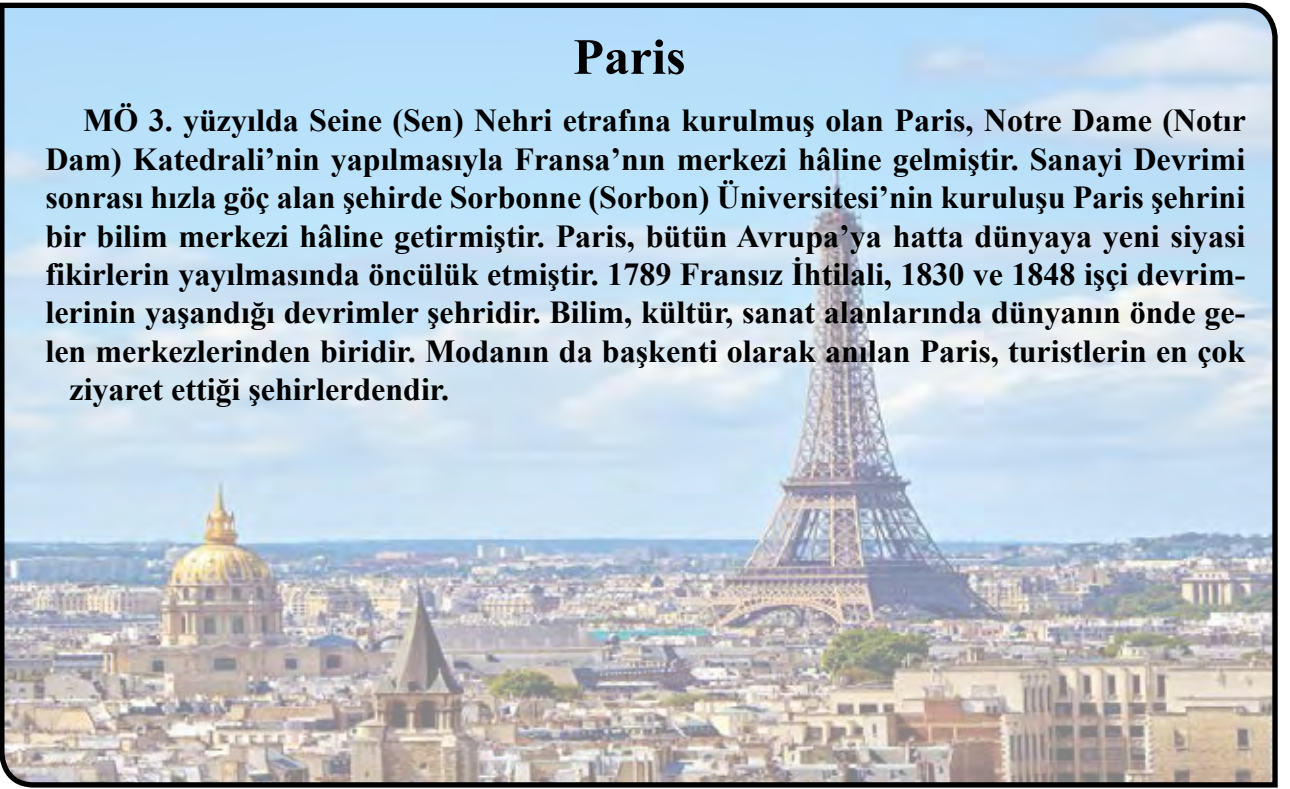 Paris
MÖ 3. yüzyılda Seine (Sen) Nehri etrafına kurulmuş olan Paris, Notre Dame (Notır
Dam) Katedrali’nin yapılmasıyla Fransa’nın merkezi hâline gelmiştir. Sanayi Devrimi
sonrası hızla göç alan şehirde Sorbonne (Sorbon) Üniversitesi’nin kuruluşu Paris şehrini
bir bilim merkezi hâline getirmiştir. Paris, bütün Avrupa’ya hatta dünyaya yeni siyasi
fikirlerin yayılmasında öncülük etmiştir. 1789 Fransız İhtilali, 1830 ve 1848 işçi devrim-
lerinin yaşandığı devrimler şehridir. Bilim, kültür, sanat alanlarında dünyanın önde ge-
len merkezlerinden biridir. Modanın da başkenti olarak anılan Paris, turistlerin en çok
ziyaret ettiği şehirlerdendir.